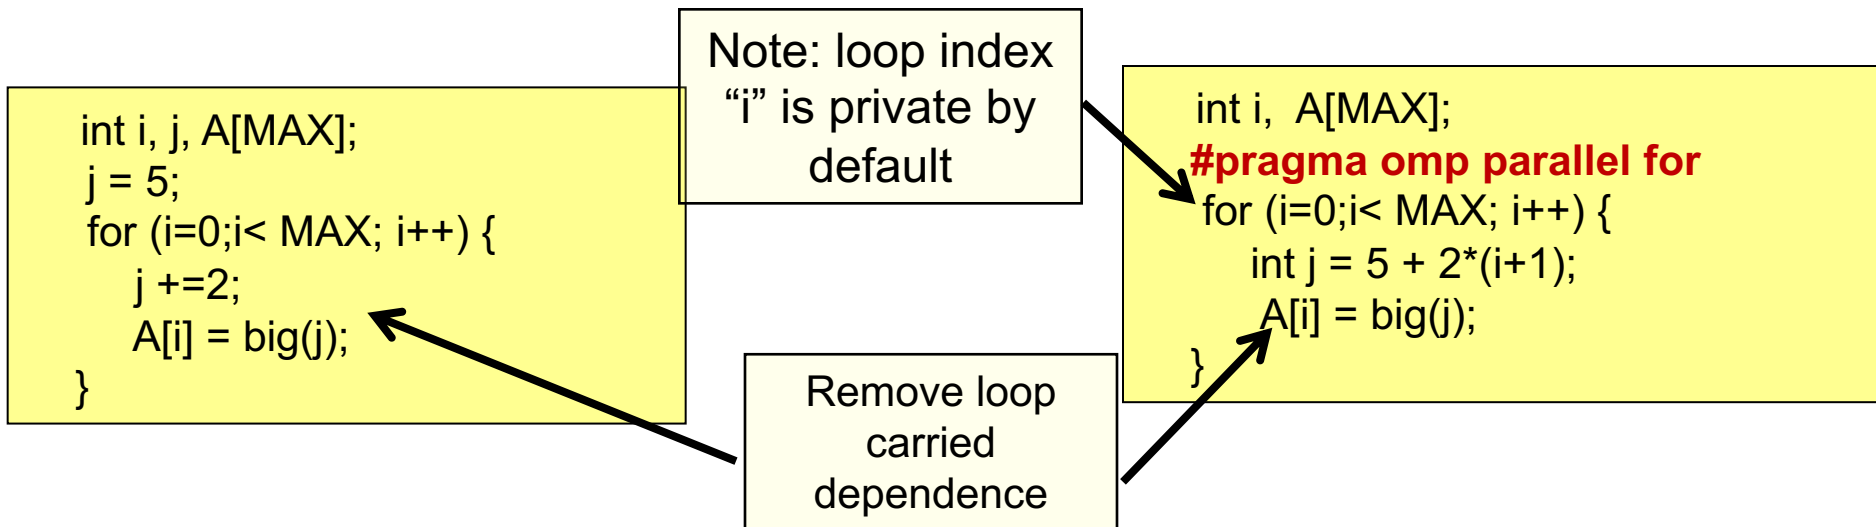 int i, j, A[MAX];
j = 5;
for (i=0;i< MAX; i++) {
j +=2;
A[i] = big(j);
}
Note: loop index
“i” is private by
default
int i,  A[MAX];
#pragma omp parallel for
for (i=0;i< MAX; i++) {
int j = 5 + 2*(i+1);
A[i] = big(j);
}
Remove loop
carried
dependence